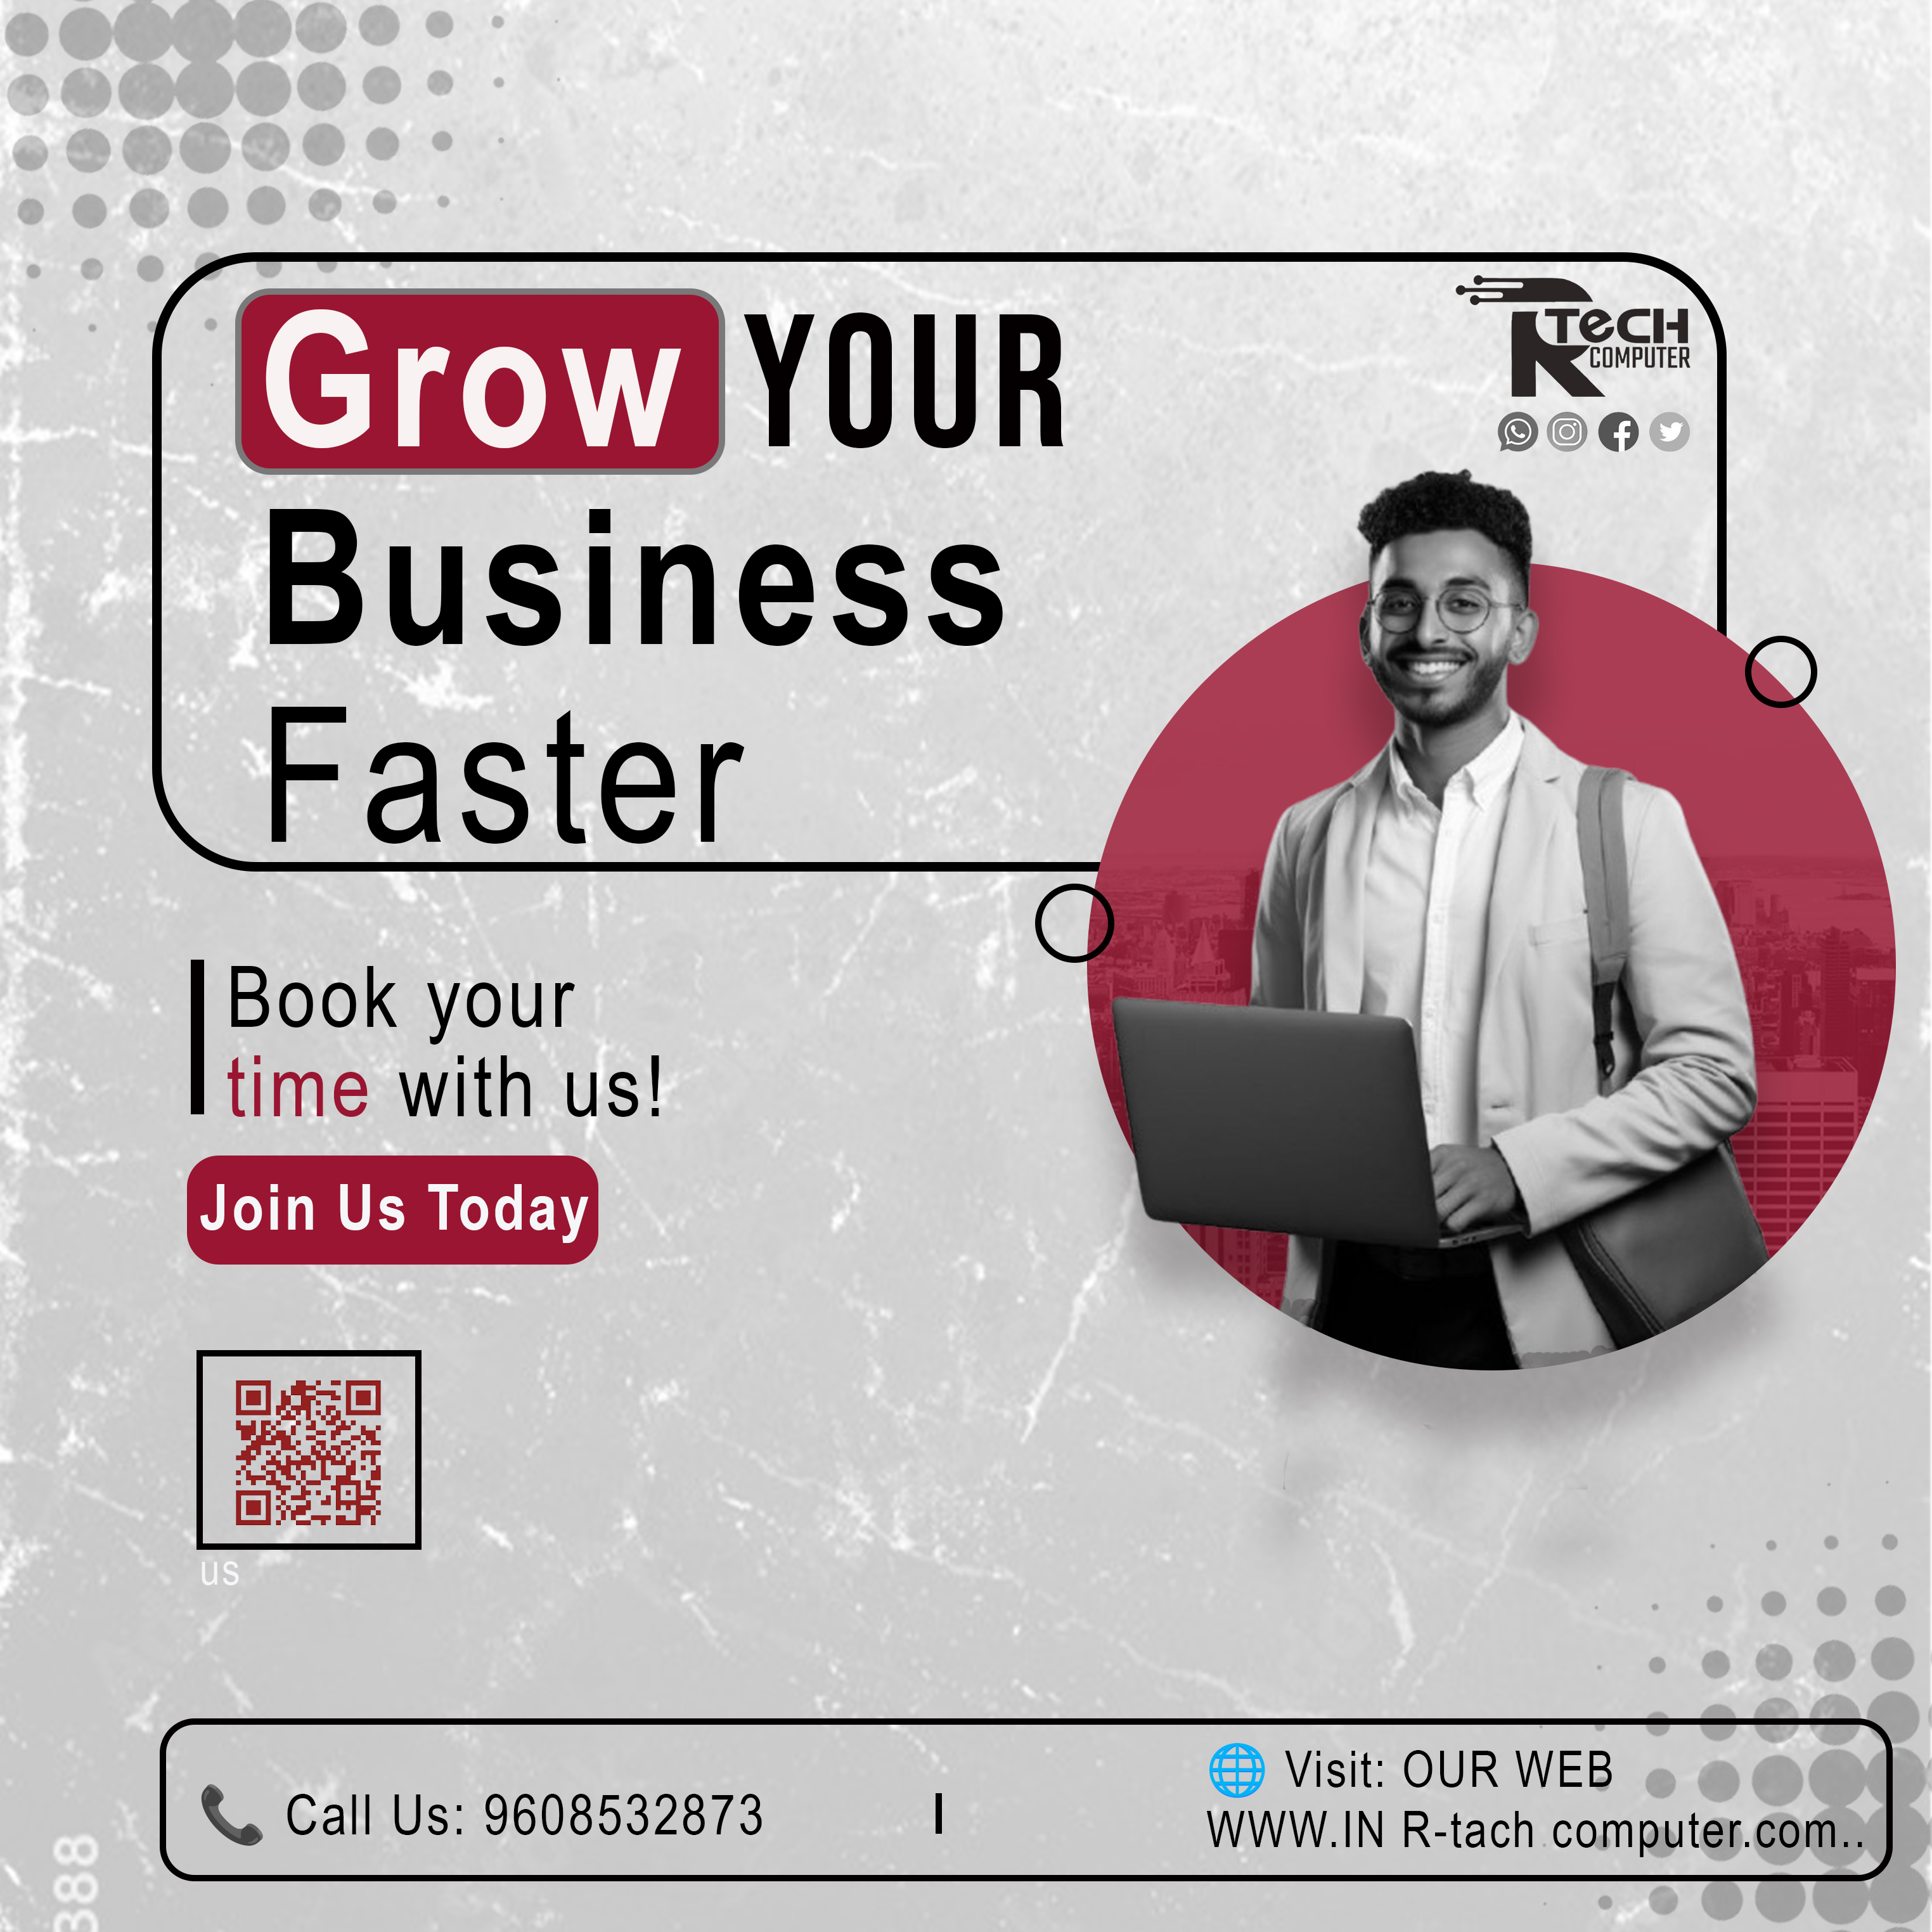 Grow YOUR
TeCH
COMPUTER
Business
Faster
Book your
time with us!
Join Us Today
us
Visit: OUR WEB
Call Us: 9608532873
WWW.IN R-tach computer.com..
388